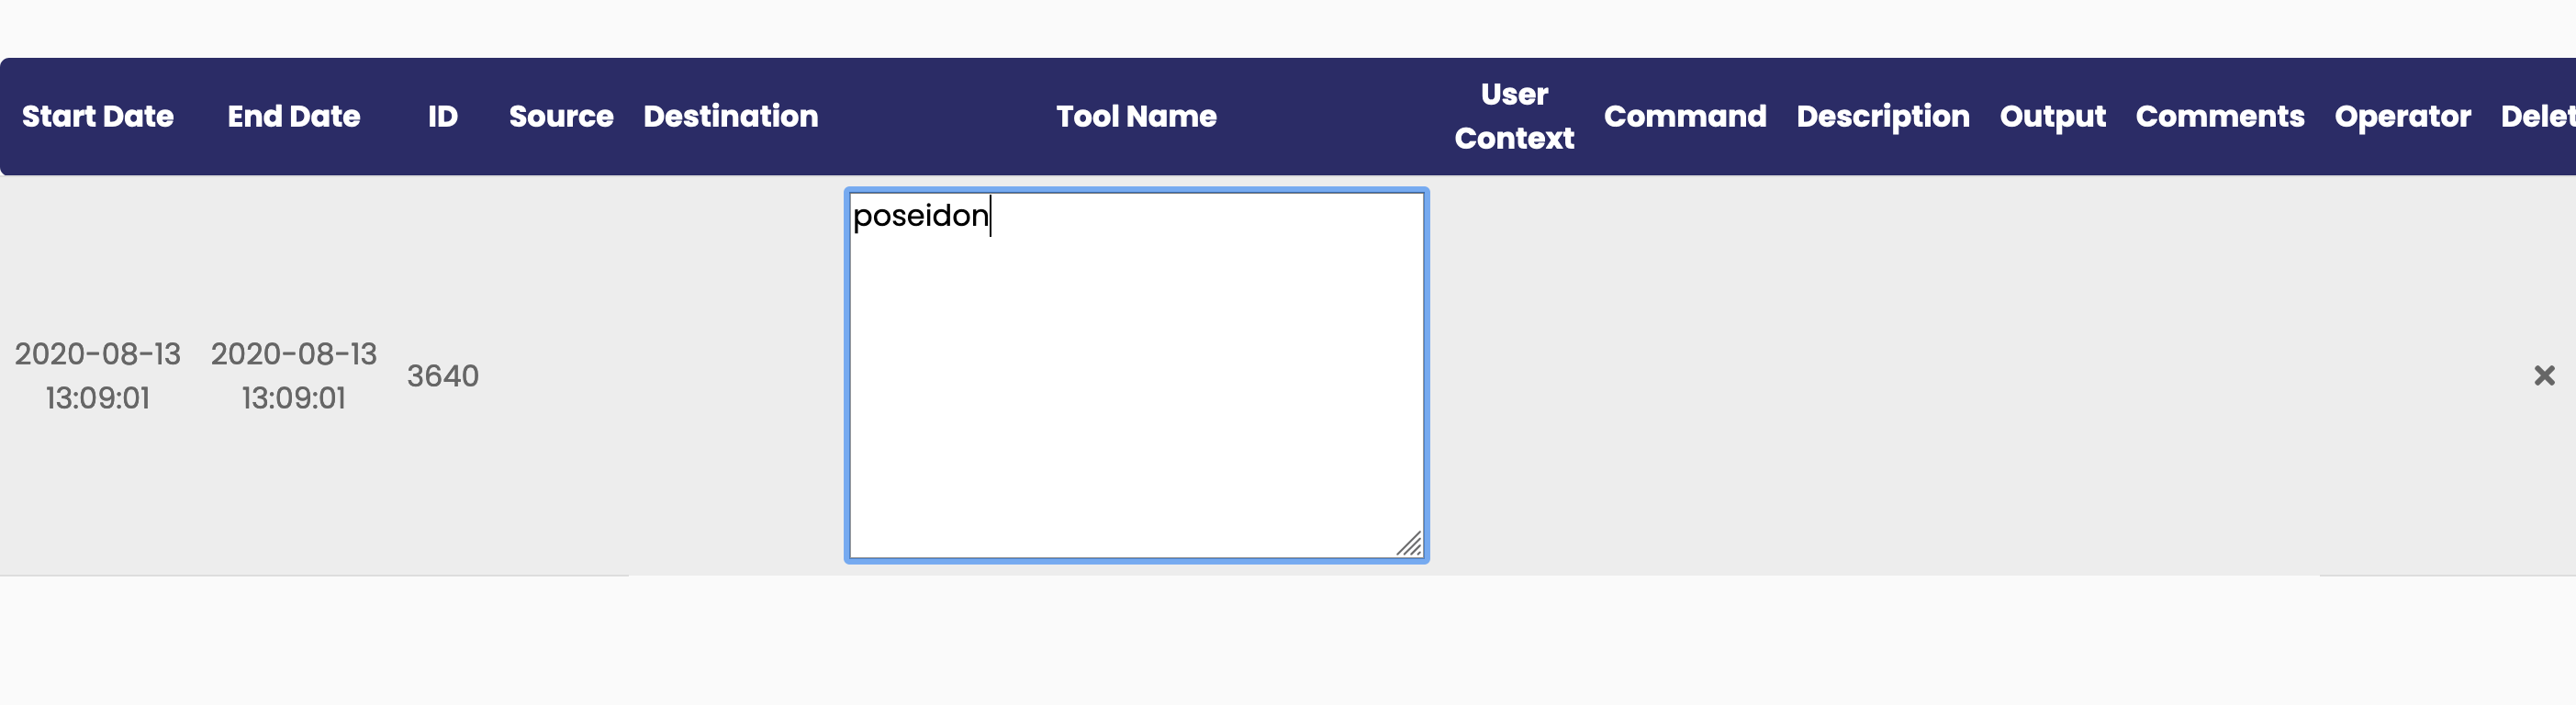 Start Date End Date ID Source Destination Tool Name User Context Command Description Output Comments Operator Delet
2020-08-13 13:09:01 2020-08-13 13:09:01 3640 poseidon